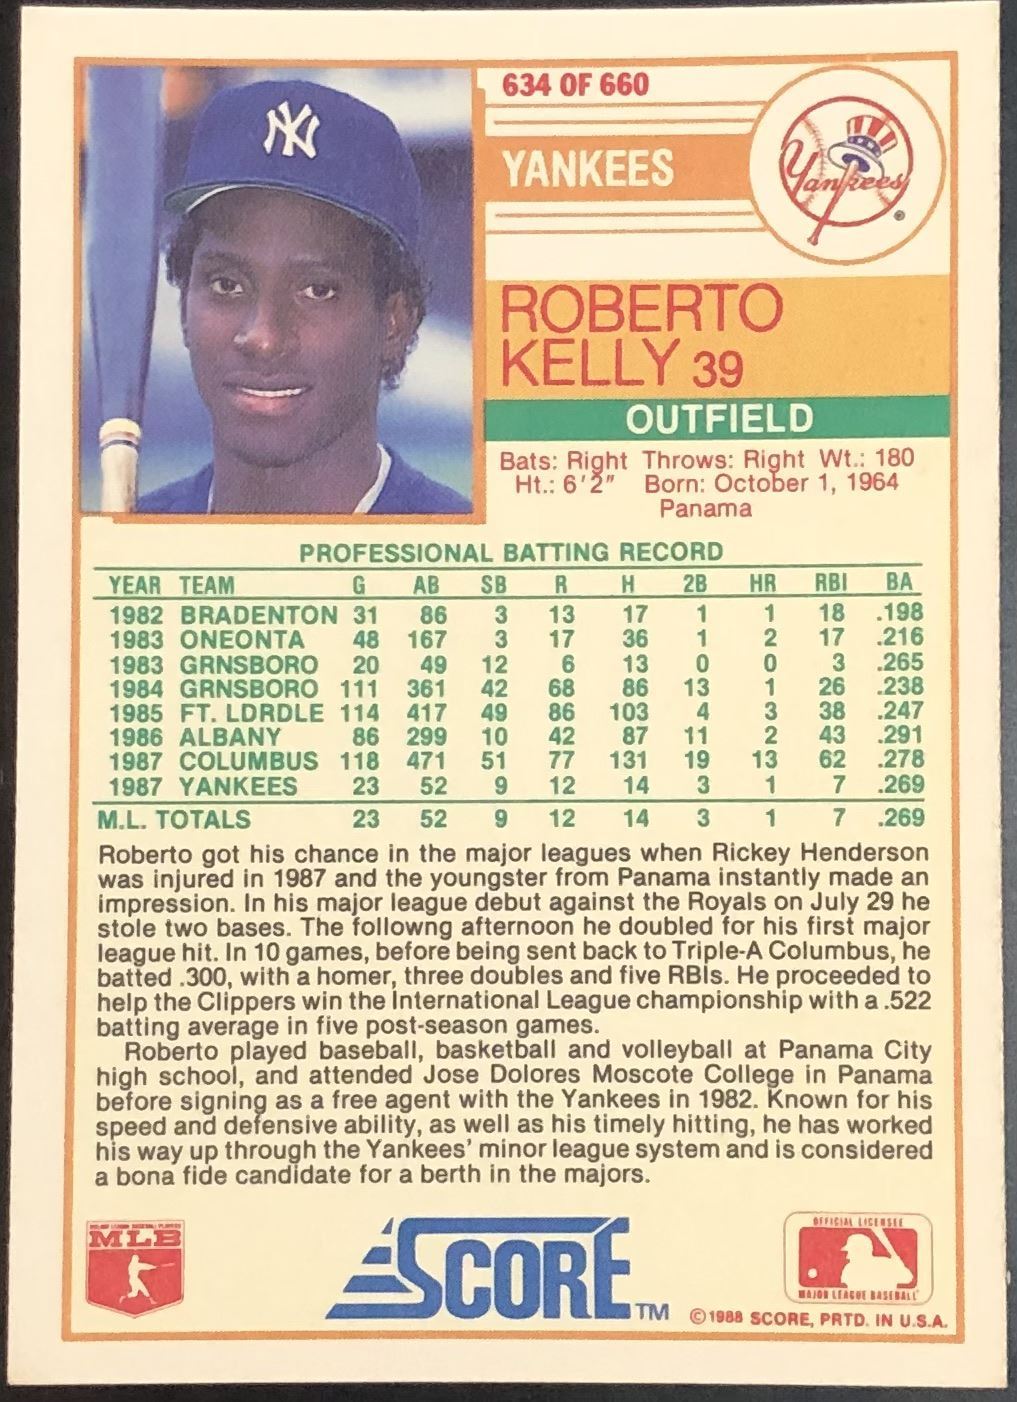 634 OF 660
YANKEES
Yankees
®
ROBERTO
KELLY 39
OUTFIELD
Bats: Right Throws: Right Wt.: 180
Ht.: 6'2" Born: October 1, 1964
Panama
PROFESSIONAL BATTING RECORD
YEAR TEAM G AB SB R H 2B HR RBI BA
1982 BRADENTON 31 86 3 13 17 1 1 18 .198
1983 ONEONTA 48 167 3 17 36 1 2 17 .216
1983 GRNSBORO 20 49 12 6 13 0 0 3 .265
1984 GRNSBORO 111 361 42 68 86 13 1 26 .238
1985 FT. LDRDLE 114 417 49 86 103 4 3 38 .247
1986 ALBANY 86 299 10 42 87 11 2 43 .291
1987 COLUMBUS 118 471 51 77 131 19 13 62 .278
1987 YANKEES 23 52 9 12 14 3 1 7 .269
M.L. TOTALS 23 52 9 12 14 3 1 7 .269
Roberto got his chance in the major leagues when Rickey Henderson
was injured in 1987 and the youngster from Panama instantly made an
impression. In his major league debut against the Royals on July 29 he
stole two bases. The followng afternoon he doubled for his first major
league hit. In 10 games, before being sent back to Triple-A Columbus, he
batted .300, with a homer, three doubles and five RBIs. He proceeded to
help the Clippers win the International League championship with a .522
batting average in five post-season games.
Roberto played baseball, basketball and volleyball at Panama City
high school, and attended Jose Dolores Moscote College in Panama
before signing as a free agent with the Yankees in 1982. Known for his
speed and defensive ability, as well as his timely hitting, he has worked
his way up through the Yankees' minor league system and is considered
a bona fide candidate for a berth in the majors.
MAJOR LEAGUE BASEBALL PLAYERS
MLB
SCORE TM
OFFICIAL LICENSEE
MAJOR LEAGUE BASEBALL
©1988 SCORE, PRTD. IN U.S.A.
NY